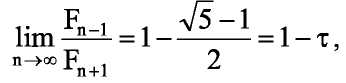 lim_{n→∞} F_{n-1}/F_{n+1} = 1 − (√5 − 1)/2 = 1 − τ,